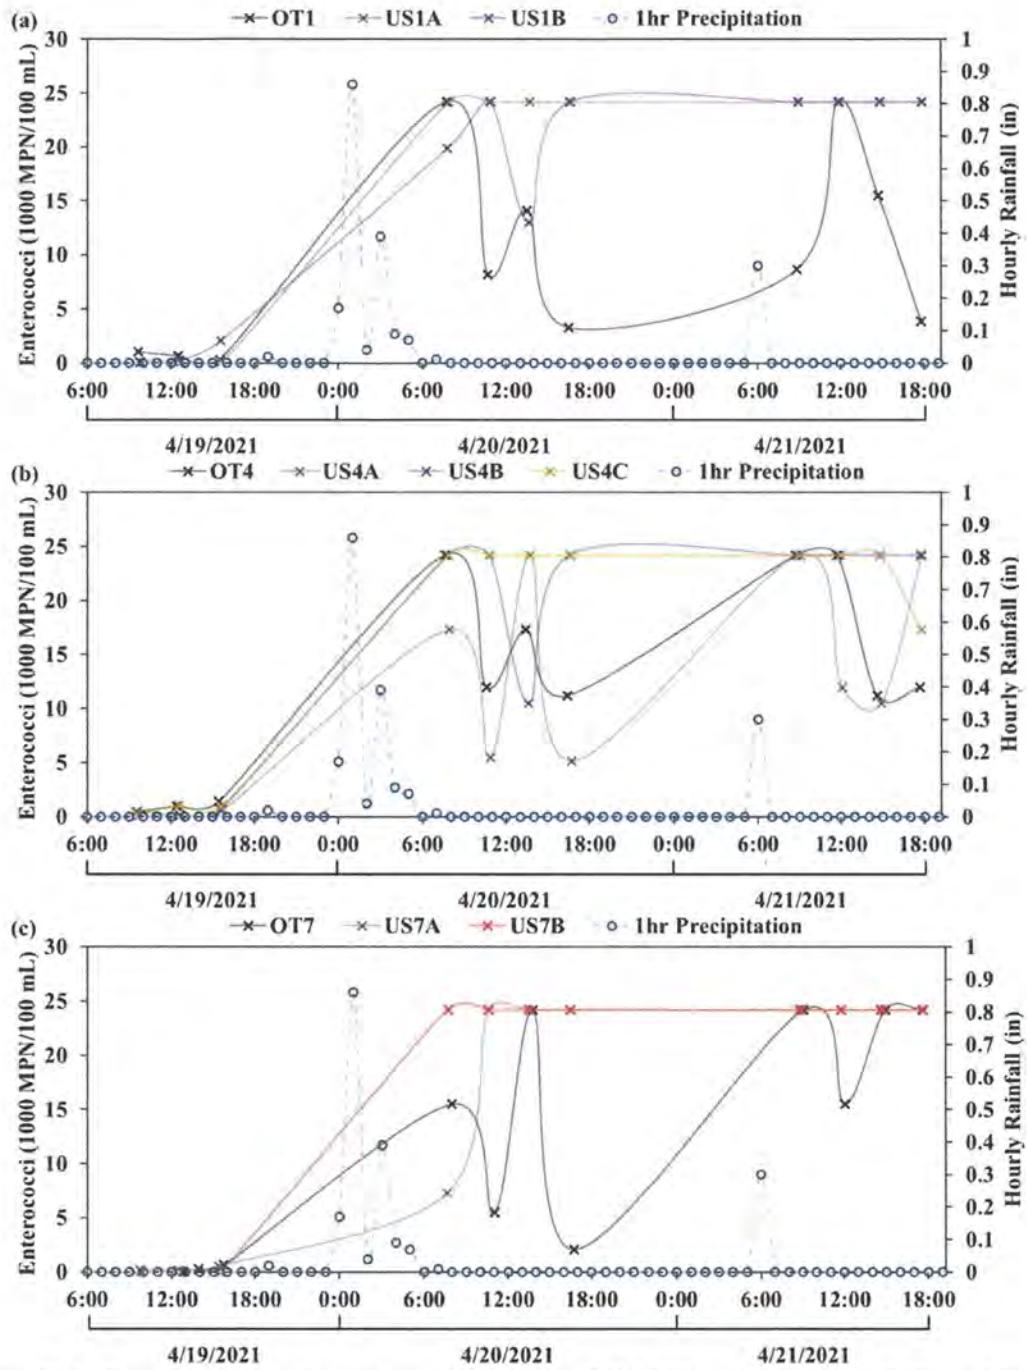 (a) OT1 US1A US1B 1hr Precipitation
30 1
0.9
25 0.8
0.7
20 0.6
15 0.5
0.4
10 0.3
5 0.2
0.1
0 0
Enterococci (1000 MPN/100 mL)
Hourly Rainfall (in)
6:00 12:00 18:00 0:00 6:00 12:00 18:00 0:00 6:00 12:00 18:00
4/19/2021 4/20/2021 4/21/2021
(b) OT4 US4A US4B US4C 1hr Precipitation
30 1
0.9
25 0.8
0.7
20 0.6
15 0.5
0.4
10 0.3
5 0.2
0.1
0 0
Enterococci (1000 MPN/100 mL)
Hourly Rainfall (in)
6:00 12:00 18:00 0:00 6:00 12:00 18:00 0:00 6:00 12:00 18:00
4/19/2021 4/20/2021 4/21/2021
(c) OT7 US7A US7B 1hr Precipitation
30 1
0.9
25 0.8
0.7
20 0.6
15 0.5
0.4
10 0.3
5 0.2
0.1
0 0
Enterococci (1000 MPN/100 mL)
Hourly Rainfall (in)
6:00 12:00 18:00 0:00 6:00 12:00 18:00 0:00 6:00 12:00 18:00
4/19/2021 4/20/2021 4/21/2021